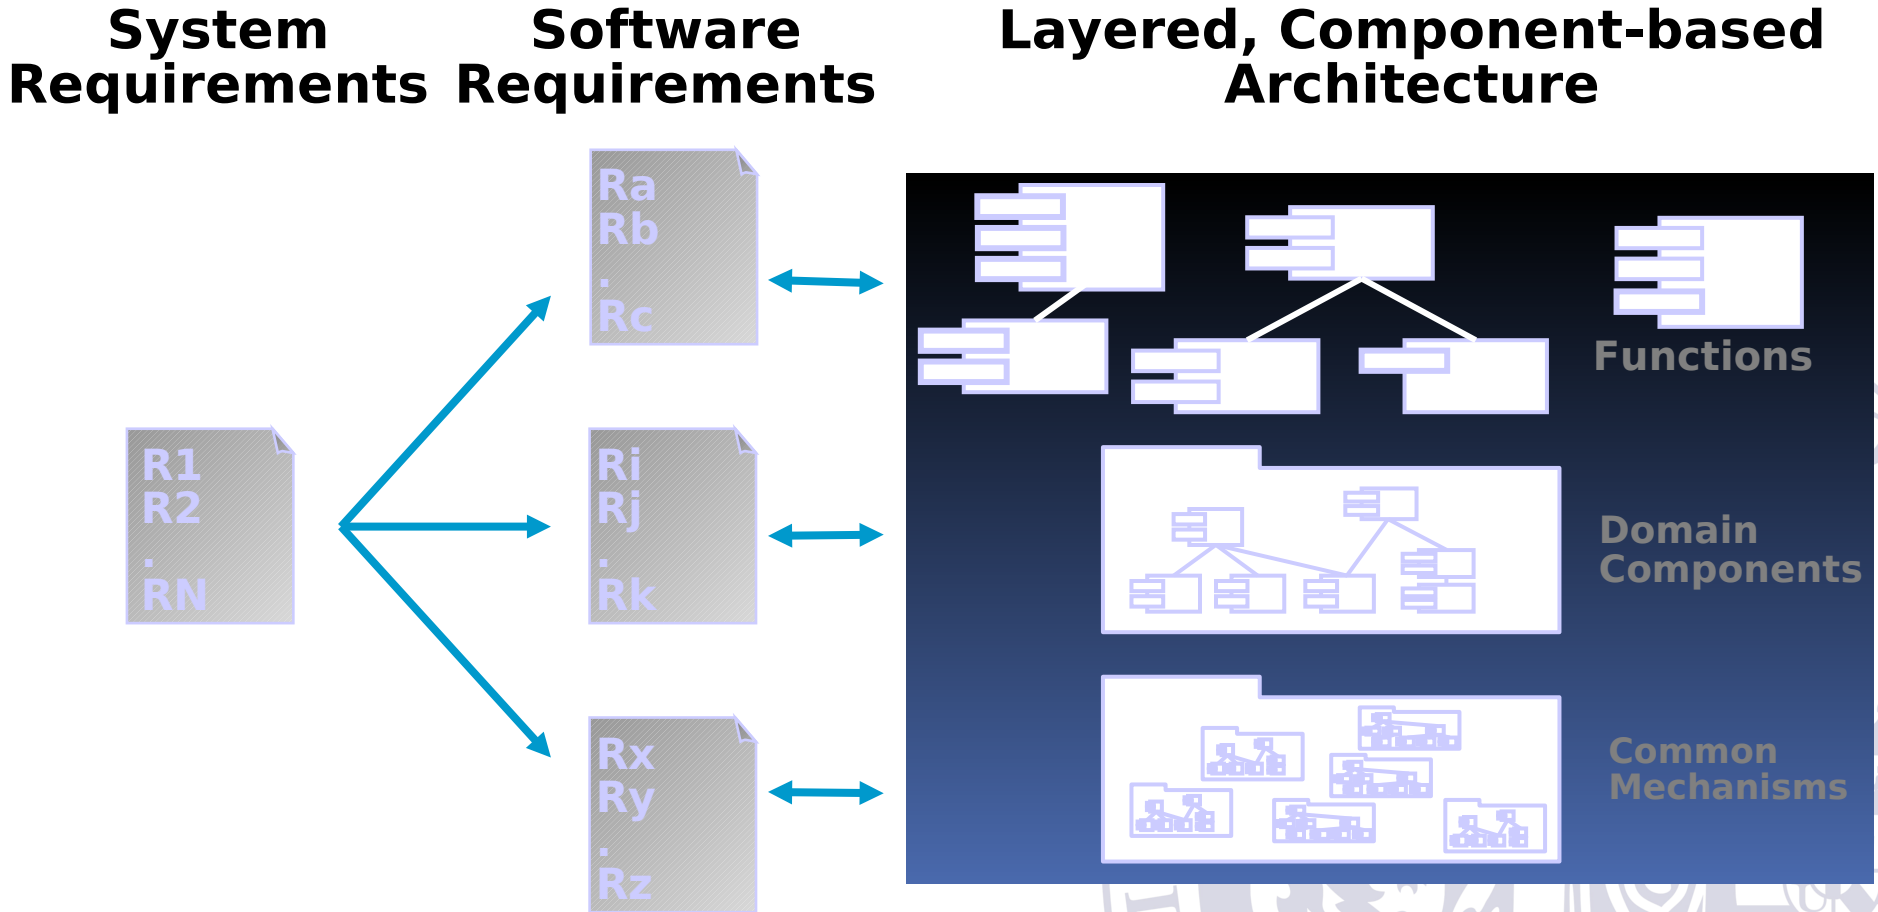 System
Requirements
Software
Requirements
Layered, Component-based
Architecture
R1
R2
.
RN
Ra
Rb
.
Rc
Ri
Rj
.
Rk
Rx
Ry
.
Rz
Functions
Domain
Components
Common
Mechanisms